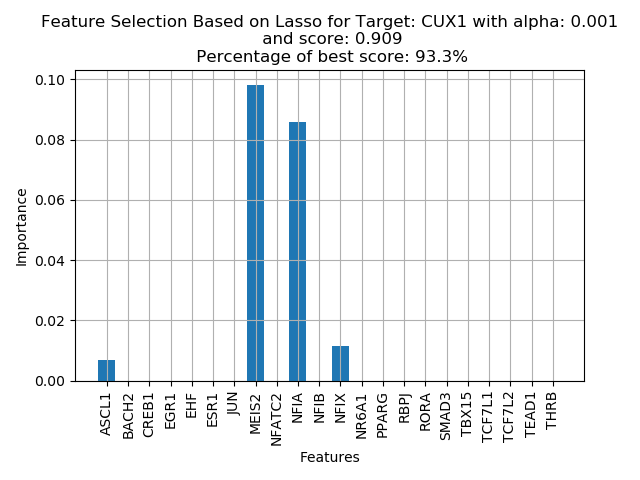 Feature Selection Based on Lasso for Target: CUX1 with alpha: 0.001
and score: 0.909
Percentage of best score: 93.3%
0.10
0.08
0.06
0.04
0.02
0.00
Importance
ASCL1
BACH2
CREB1
EGR1
EHF
ESR1
JUN
MEIS2
NFATC2
NFIA
NFIB
NFIX
NR6A1
PPARG
RBPJ
RORA
SMAD3
TBX15
TCF7L1
TCF7L2
TEAD1
THRB
Features